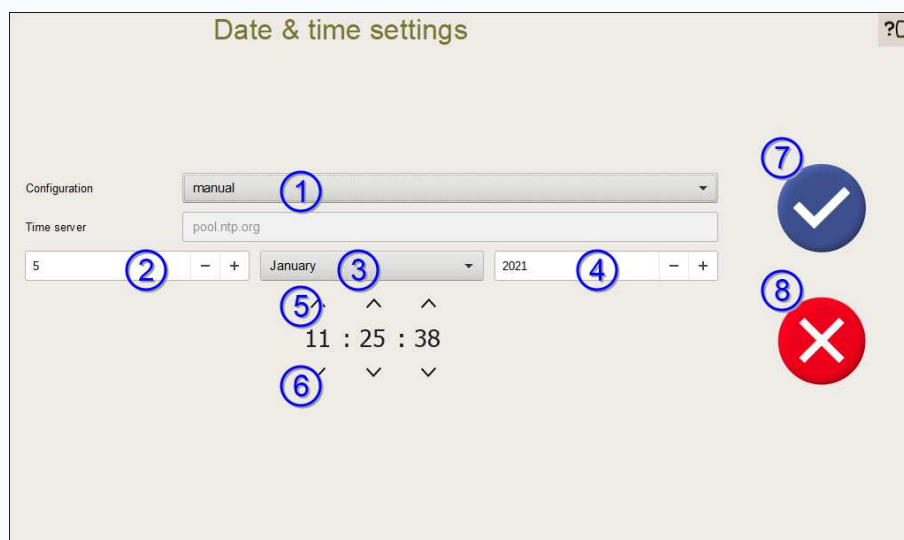 Date & time settings
?
7
Configuration
manual
1
Time server
pool.ntp.org
5
2
− +
January
3
2021
4
− +
8
5
11 : 25 : 38
6